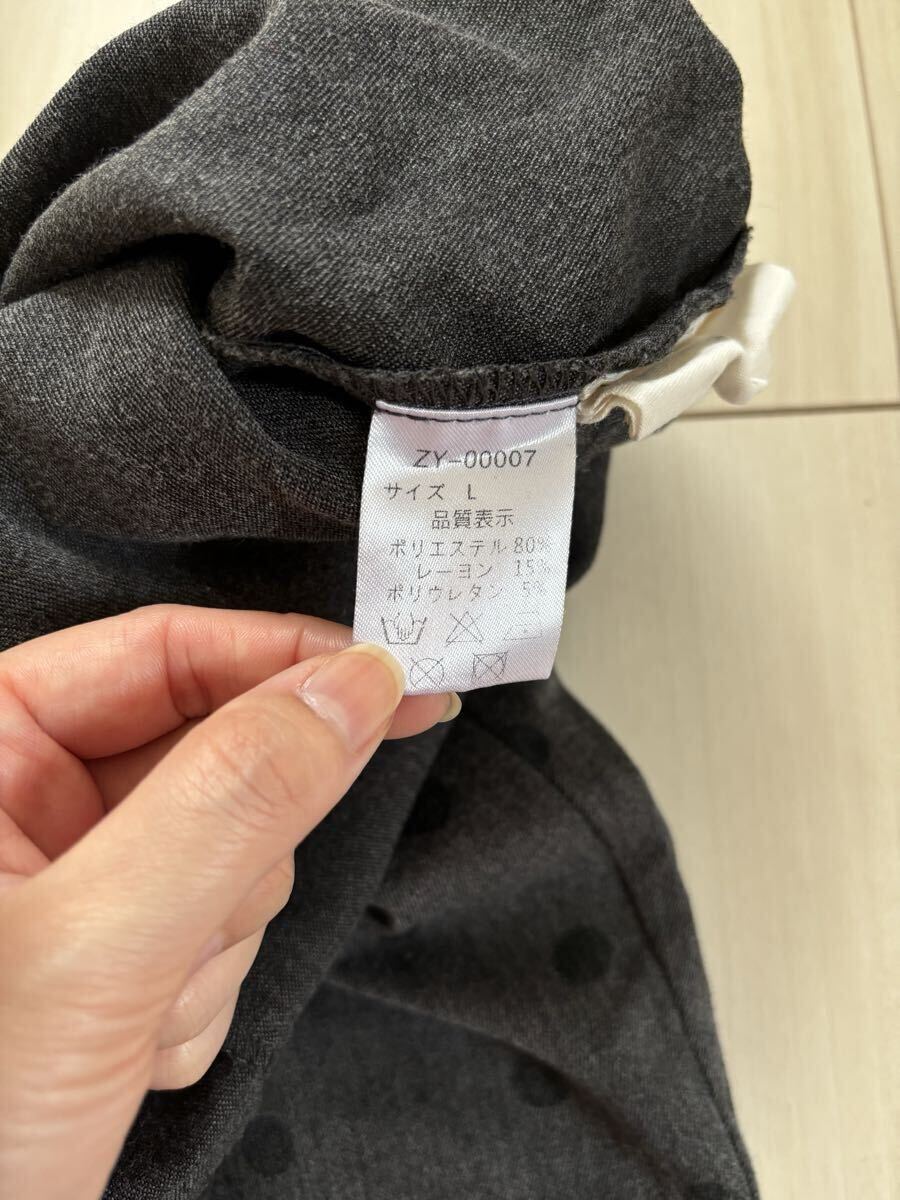 ZY-00007
サイズ L
品質表示
ポリエステル 80%
レーヨン 15%
ポリウレタン 5%